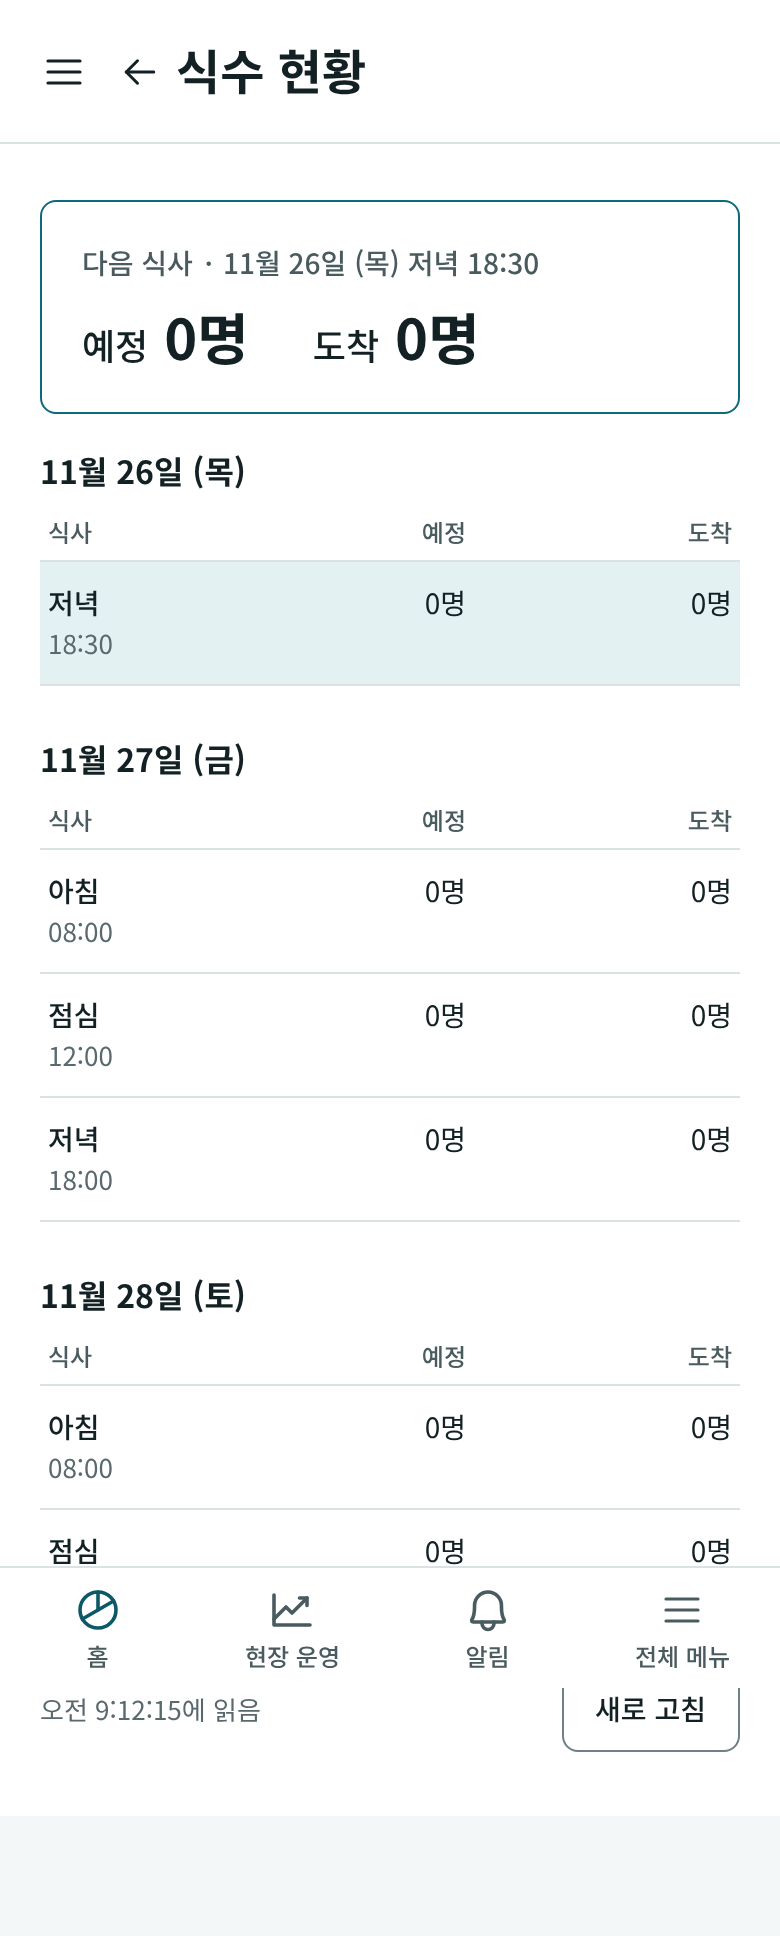 식수 현황
다음 식사 · 11월 26일 (목) 저녁 18:30
예정 0명 도착 0명
11월 26일 (목)
식사 예정 도착
저녁 0명 0명
18:30
11월 27일 (금)
식사 예정 도착
아침 0명 0명
08:00
점심 0명 0명
12:00
저녁 0명 0명
18:00
11월 28일 (토)
식사 예정 도착
아침 0명 0명
08:00
점심 0명 0명
홈 현장 운영 알림 전체 메뉴
오전 9:12:15에 읽음 새로 고침